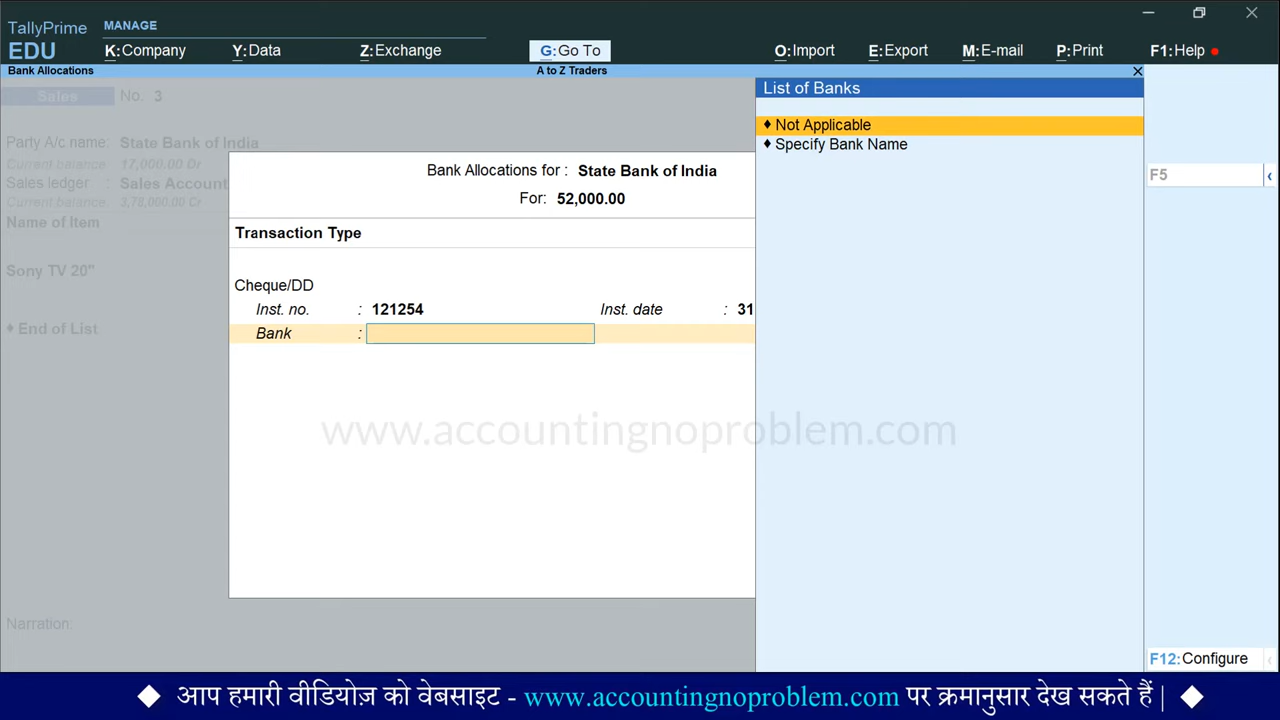 TallyPrime MANAGE
EDU K:Company Y:Data Z:Exchange G:Go To O:Import E:Export M:E-mail P:Print F1:Help
Bank Allocations A to Z Traders
Sales No. 3
Party A/c name: State Bank of India
Current balance: 17,000.00 Dr
Sales ledger : Sales Account
Current balance: 3,78,000.00 Cr
Name of Item
Sony TV 20"
♦ End of List
Narration:
Bank Allocations for : State Bank of India
For: 52,000.00
Transaction Type
Cheque/DD
Inst. no. : 121254 Inst. date : 31
Bank :
List of Banks
♦ Not Applicable
♦ Specify Bank Name
F5
F12:Configure
www.accountingnoproblem.com
◆ आप हमारी वीडियोज़ को वेबसाइट - www.accountingnoproblem.com पर क्रमानुसार देख सकते हैं | ◆